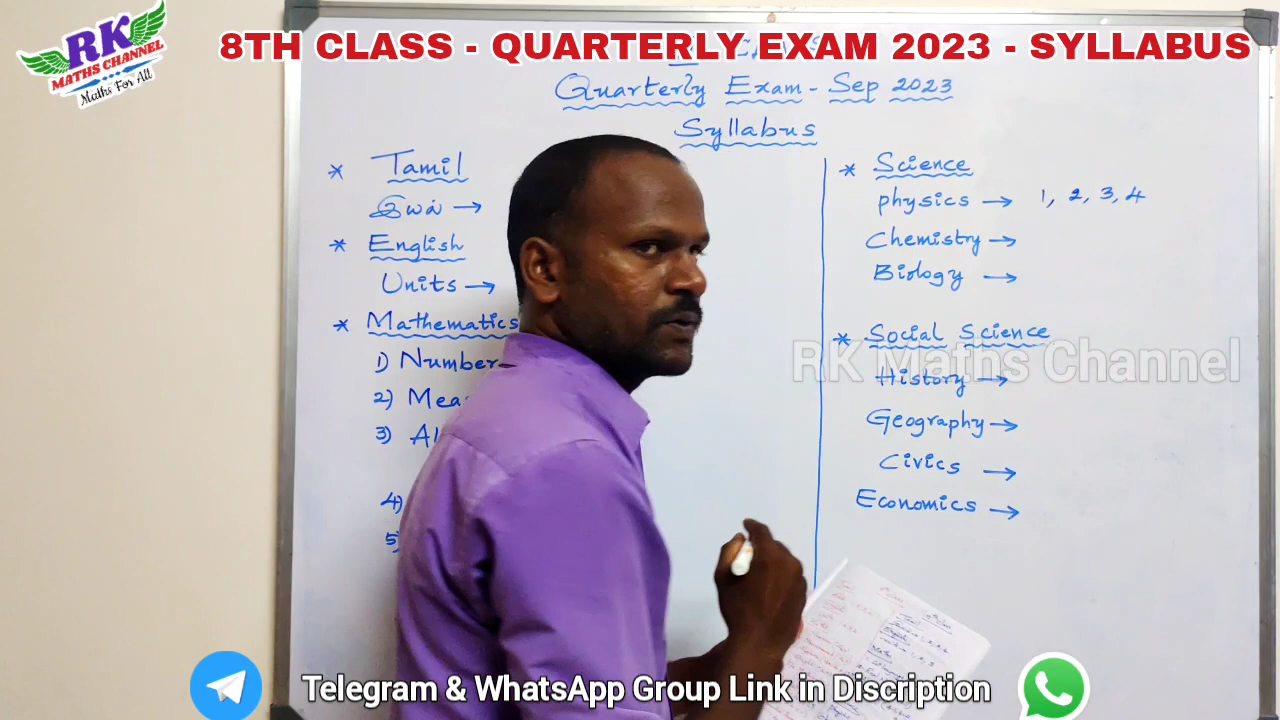 RK
MATHS CHANNEL
Maths For All
8TH CLASS - QUARTERLY EXAM 2023 - SYLLABUS
Quarterly Exam - Sep 2023
Syllabus
* Tamil
இயல் →
* English
Units →
* Mathematics
1) Number
2) Mea
3) Al
4)
5)
* Science
physics → 1, 2, 3, 4
Chemistry →
Biology →
* Social Science
History →
Geography →
Civics →
Economics →
RK Maths Channel
Telegram & WhatsApp Group Link in Discription